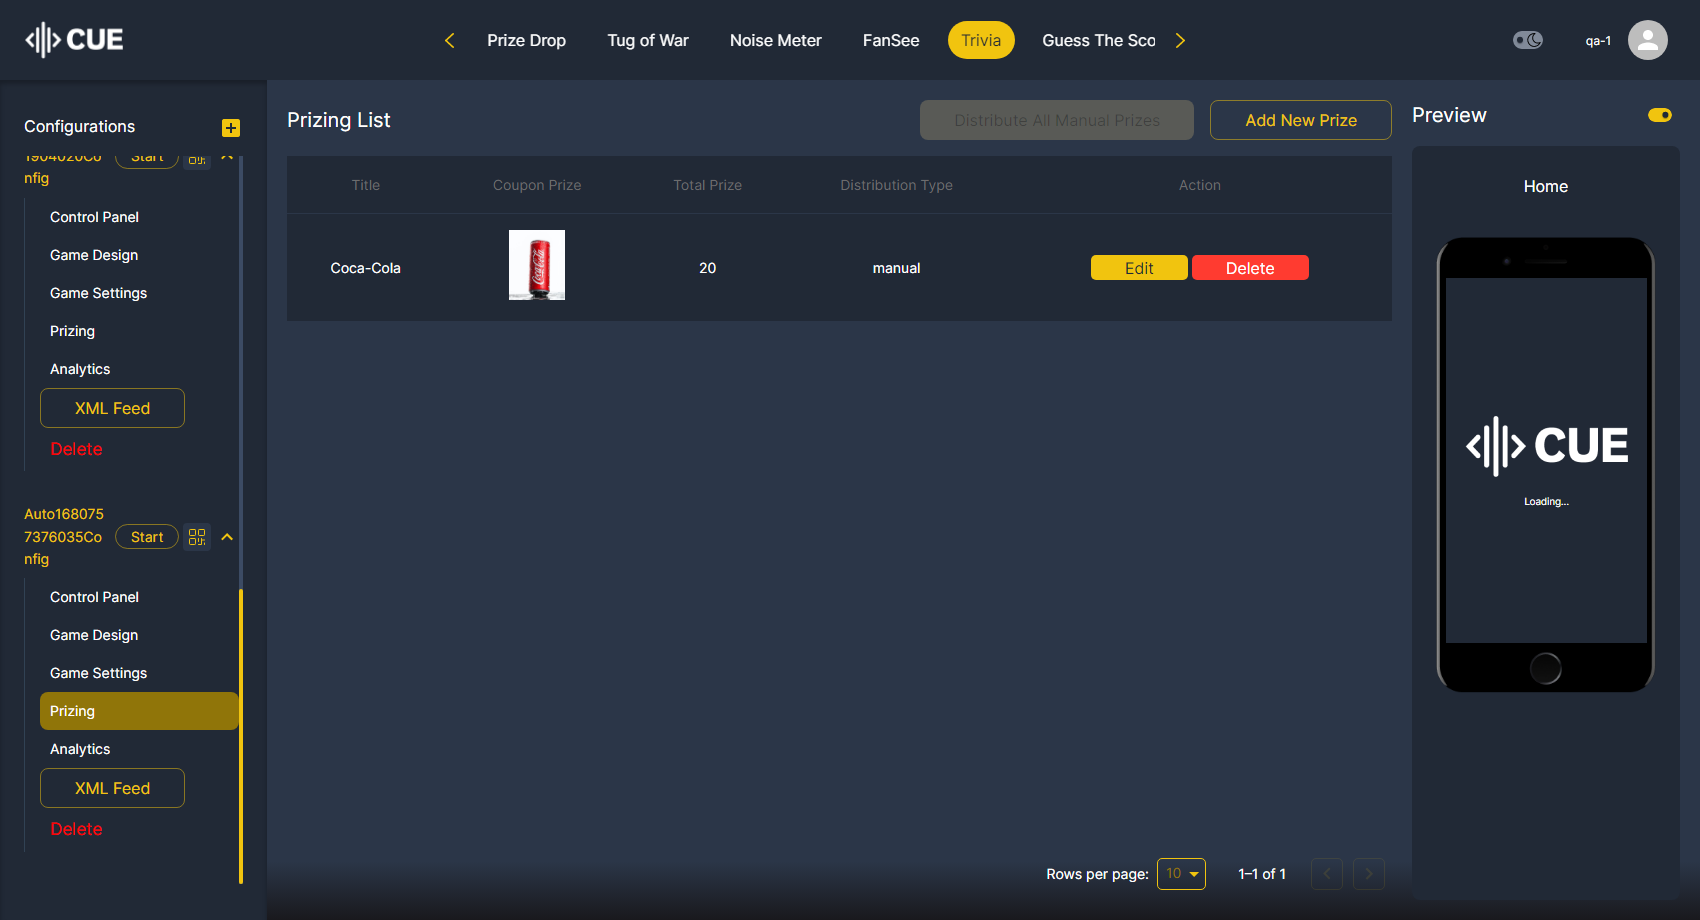 CUE
Prize Drop
Tug of War
Noise Meter
FanSee
Trivia
Guess The Sco
qa-1
Configurations
1904020Co
nfig
Start
Control Panel
Game Design
Game Settings
Prizing
Analytics
XML Feed
Delete
Auto168075
7376035Co
nfig
Start
Control Panel
Game Design
Game Settings
Prizing
Analytics
XML Feed
Delete
Prizing List
Distribute All Manual Prizes
Add New Prize
Title
Coupon Prize
Total Prize
Distribution Type
Action
Coca-Cola
Coca-Cola
20
manual
Edit
Delete
Rows per page:
10
1–1 of 1
Preview
Home
CUE
Loading...